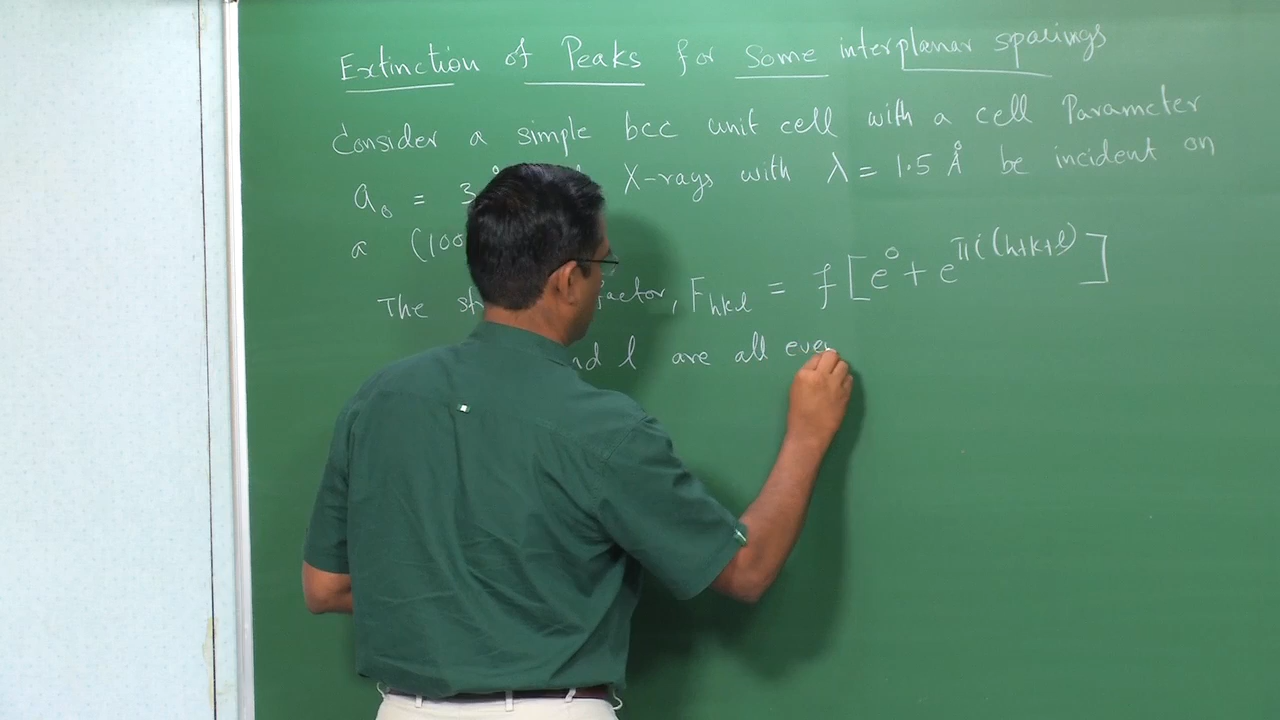 Extinction of Peaks for Some interplanar spacings
Consider a simple bcc unit cell with a cell Parameter
a₀ = 3 X-rays with λ = 1.5 Å be incident on
a (100
The factor, F_hkl = f [e⁰ + e^πi(h+k+l)]
l are all even